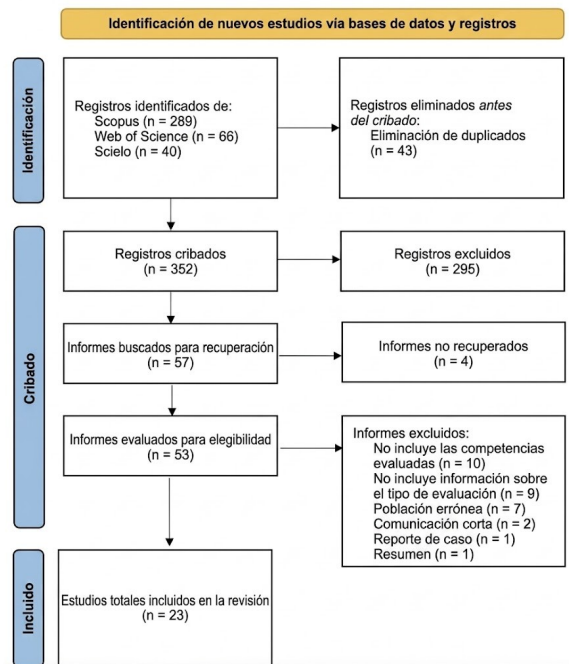 Identificación de nuevos estudios vía bases de datos y registros
Identificación
Registros identificados de:
Scopus (n = 289)
Web of Science (n = 66)
Scielo (n = 40)
Registros eliminados antes
del cribado:
Eliminación de duplicados
(n = 43)
Cribado
Registros cribados
(n = 352)
Registros excluidos
(n = 295)
Informes buscados para recuperación
(n = 57)
Informes no recuperados
(n = 4)
Informes evaluados para elegibilidad
(n = 53)
Informes excluidos:
No incluye las competencias
evaluadas (n = 10)
No incluye información sobre
el tipo de evaluación (n = 9)
Población errónea (n = 7)
Comunicación corta (n = 2)
Reporte de caso (n = 1)
Resumen (n = 1)
Incluido
Estudios totales incluidos en la revisión
(n = 23)